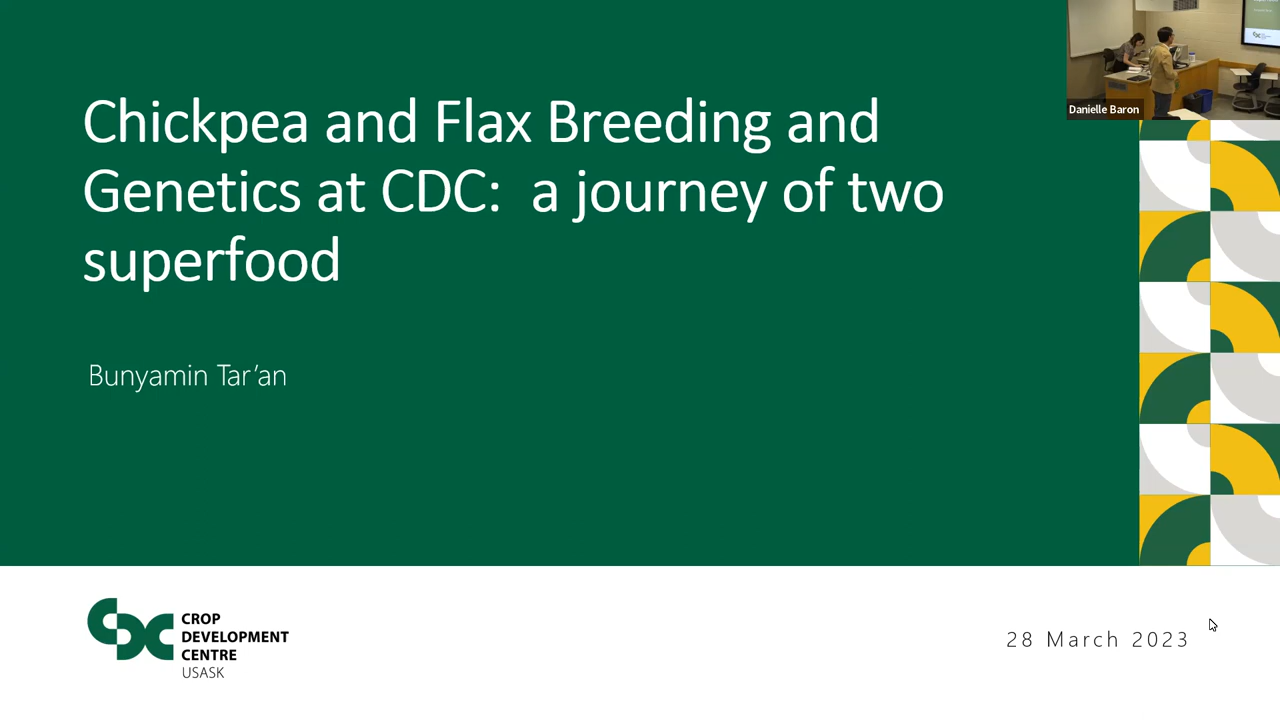 Chickpea and Flax Breeding and
Genetics at CDC:  a journey of two
superfood
Bunyamin Tar’an
Danielle Baron
CDC
CROP
DEVELOPMENT
CENTRE
USASK
28 March 2023